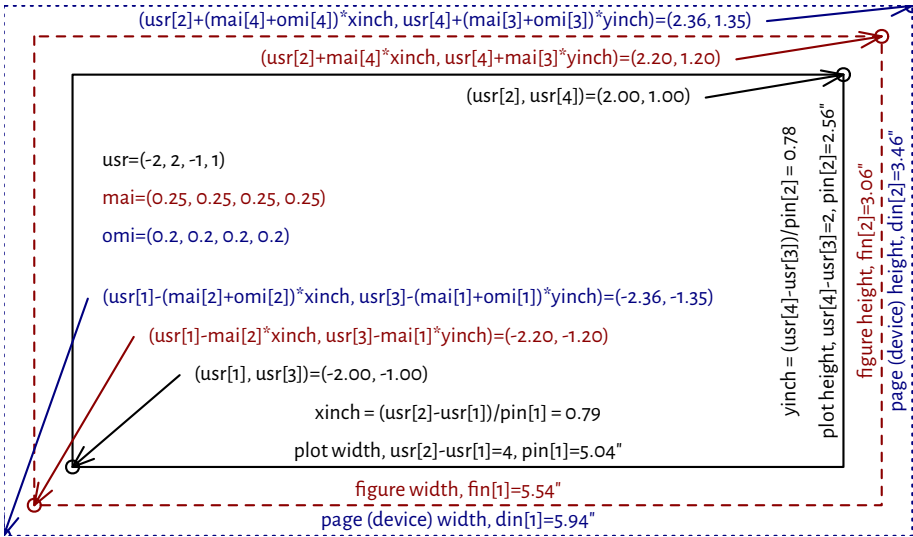 (usr[2]+(mai[4]+omi[4])*xinch, usr[4]+(mai[3]+omi[3])*yinch)=(2.36, 1.35)
(usr[2]+mai[4]*xinch, usr[4]+mai[3]*yinch)=(2.20, 1.20)
(usr[2], usr[4])=(2.00, 1.00)
usr=(-2, 2, -1, 1)
mai=(0.25, 0.25, 0.25, 0.25)
omi=(0.2, 0.2, 0.2, 0.2)
(usr[1]-(mai[2]+omi[2])*xinch, usr[3]-(mai[1]+omi[1])*yinch)=(-2.36, -1.35)
(usr[1]-mai[2]*xinch, usr[3]-mai[1]*yinch)=(-2.20, -1.20)
(usr[1], usr[3])=(-2.00, -1.00)
xinch = (usr[2]-usr[1])/pin[1] = 0.79
plot width, usr[2]-usr[1]=4, pin[1]=5.04"
figure width, fin[1]=5.54"
page (device) width, din[1]=5.94"
yinch = (usr[4]-usr[3])/pin[2] = 0.78
plot height, usr[4]-usr[3]=2, pin[2]=2.56"
figure height, fin[2]=3.06"
page (device) height, din[2]=3.46"